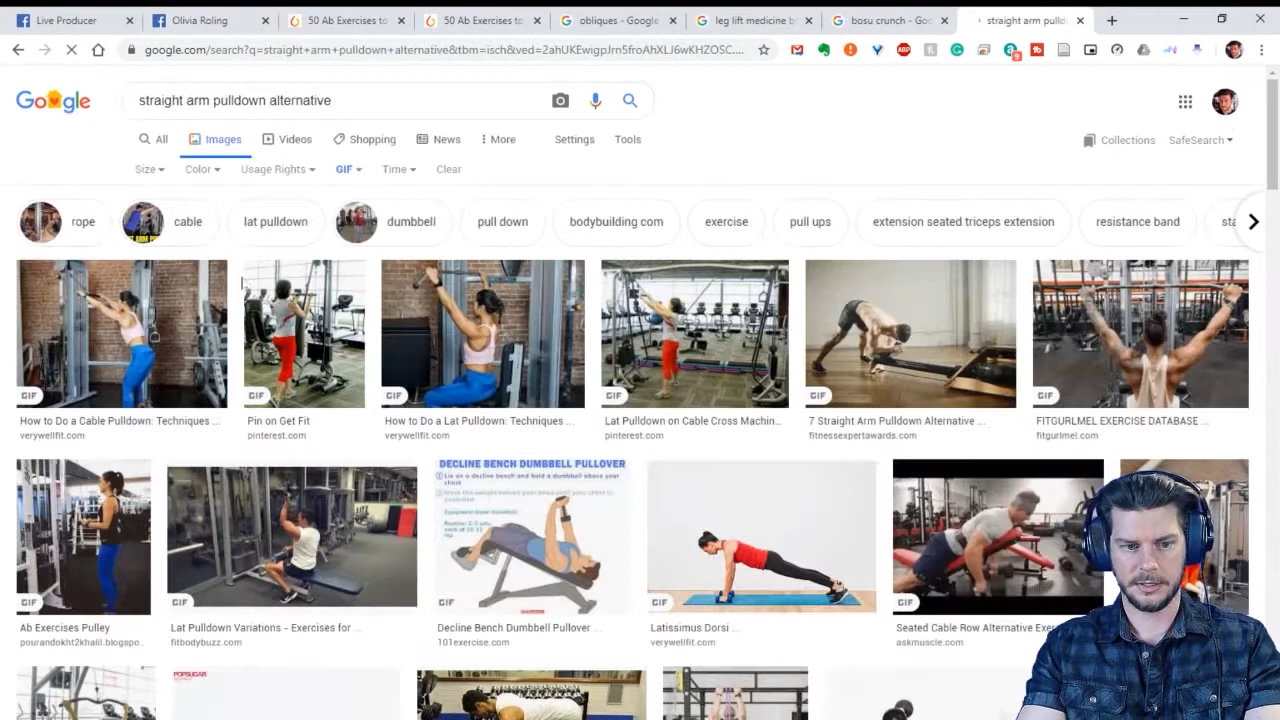 Live Producer
Olivia Roling
50 Ab Exercises to
50 Ab Exercises to
obliques - Google
leg lift medicine b
bosu crunch - Goo
straight arm pulld
google.com/search?q=straight+arm+pulldown+alternative&tbm=isch&ved=2ahUKEwigpJrn5froAhXLJ6wKHZOSC...
9
Google
straight arm pulldown alternative
All
Images
Videos
Shopping
News
More
Settings
Tools
Collections
SafeSearch
Size
Color
Usage Rights
GIF
Time
Clear
rope
cable
lat pulldown
dumbbell
pull down
bodybuilding com
exercise
pull ups
extension seated triceps extension
resistance band
sta
GIF
GIF
GIF
GIF
GIF
GIF
How to Do a Cable Pulldown: Techniques ...
Pin on Get Fit
How to Do a Lat Pulldown: Techniques ...
Lat Pulldown on Cable Cross Machin...
7 Straight Arm Pulldown Alternative ...
FITGURLMEL EXERCISE DATABASE ...
verywellfit.com
pinterest.com
verywellfit.com
pinterest.com
fitnessexpertawards.com
fitgurlmel.com
DECLINE BENCH DUMBBELL PULLOVER
GIF
GIF
GIF
GIF
GIF
Ab Exercises Pulley
Lat Pulldown Variations - Exercises for ...
Decline Bench Dumbbell Pullover ...
Latissimus Dorsi ...
Seated Cable Row Alternative Exer
pourandokht2khalil.blogspo..
fitbodybuzz.com
101exercise.com
verywellfit.com
askmuscle.com
POPSUGAR